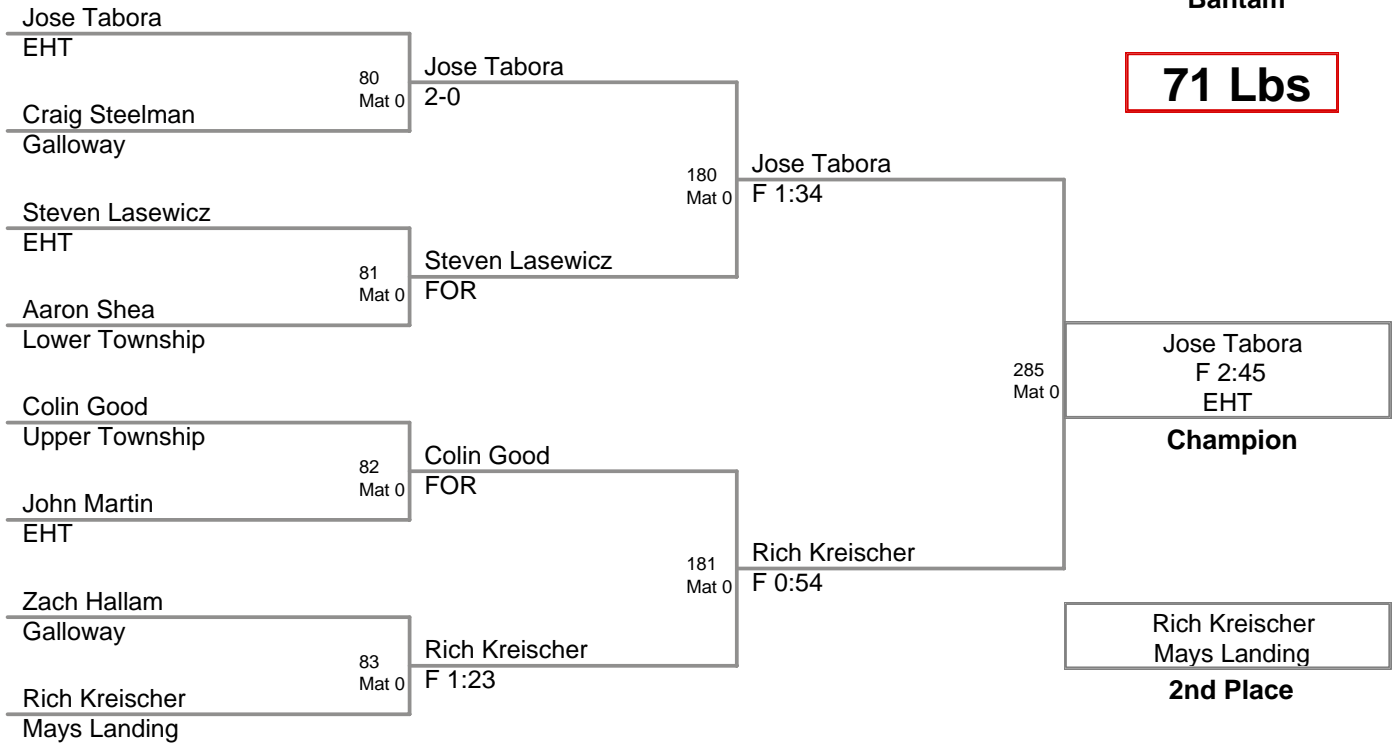 Bantam
71 Lbs
Jose Tabora
EHT
80
Mat 0
Craig Steelman
Galloway
Jose Tabora
2-0
Steven Lasewicz
EHT
81
Mat 0
Aaron Shea
Lower Township
Steven Lasewicz
FOR
180
Mat 0
Jose Tabora
F 1:34
Colin Good
Upper Township
82
Mat 0
John Martin
EHT
Colin Good
FOR
Zach Hallam
Galloway
83
Mat 0
Rich Kreischer
Mays Landing
Rich Kreischer
F 1:23
181
Mat 0
Rich Kreischer
F 0:54
285
Mat 0
Jose Tabora
F 2:45
EHT
Champion
Rich Kreischer
Mays Landing
2nd Place